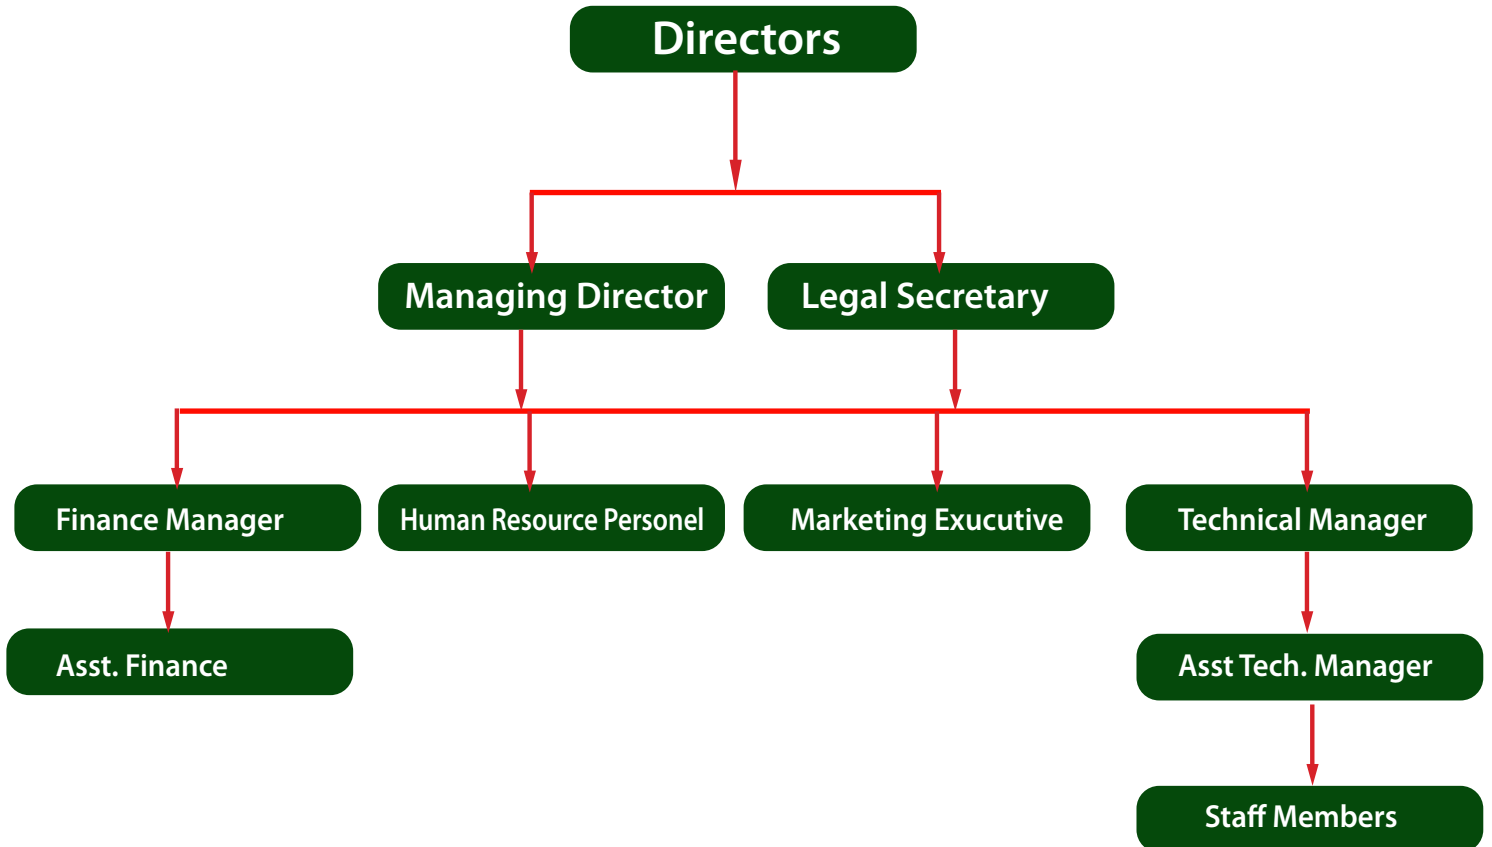 Directors
Managing Director
Legal Secretary
Finance Manager
Human Resource Personel
Marketing Exucutive
Technical Manager
Asst. Finance
Asst Tech. Manager
Staff Members